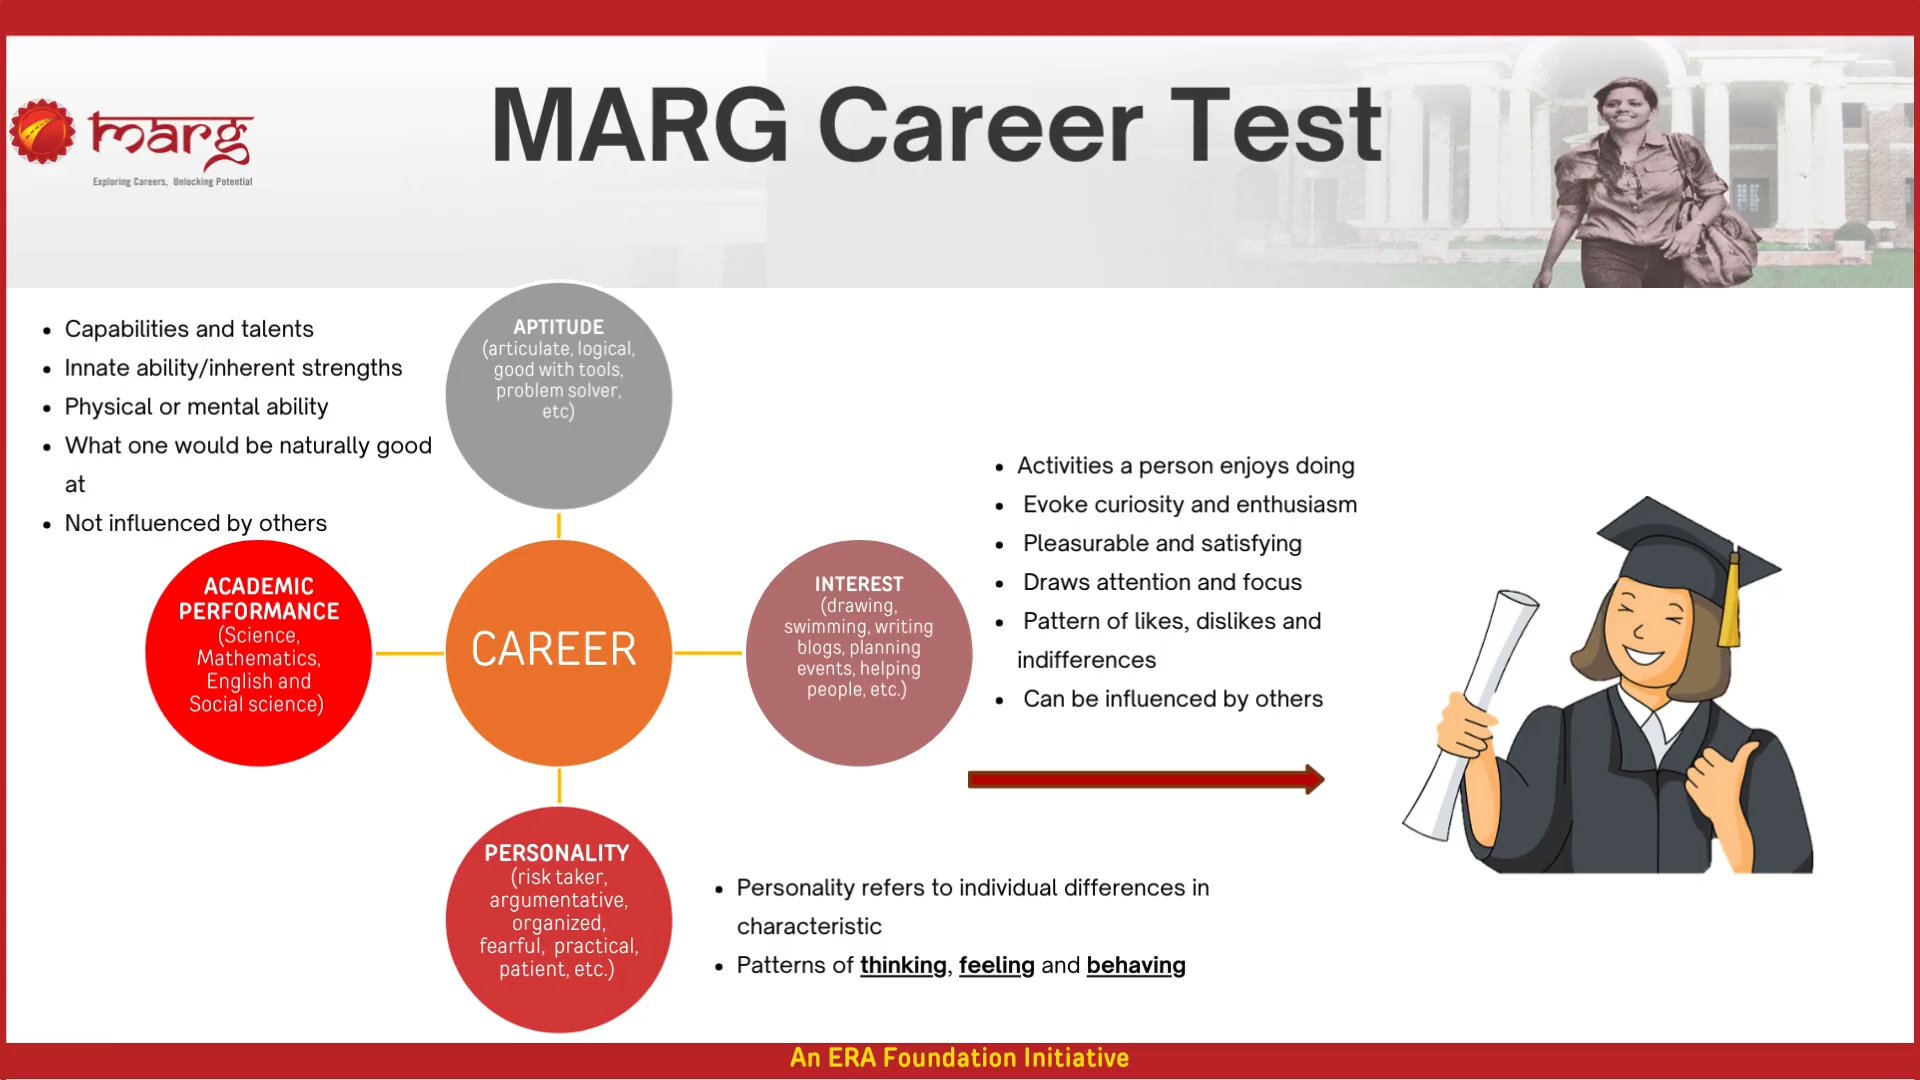 marg
Exploring Careers, Unlocking Potential
MARG Career Test
• Capabilities and talents
• Innate ability/inherent strengths
• Physical or mental ability
• What one would be naturally good
at
• Not influenced by others
APTITUDE
(articulate, logical,
good with tools,
problem solver,
etc)
ACADEMIC
PERFORMANCE
(Science,
Mathematics,
English and
Social science)
CAREER
INTEREST
(drawing,
swimming, writing
blogs, planning
events, helping
people, etc.)
• Activities a person enjoys doing
• Evoke curiosity and enthusiasm
• Pleasurable and satisfying
• Draws attention and focus
• Pattern of likes, dislikes and
indifferences
• Can be influenced by others
PERSONALITY
(risk taker,
argumentative,
organized,
fearful, practical,
patient, etc.)
• Personality refers to individual differences in
characteristic
• Patterns of thinking, feeling and behaving
An ERA Foundation Initiative